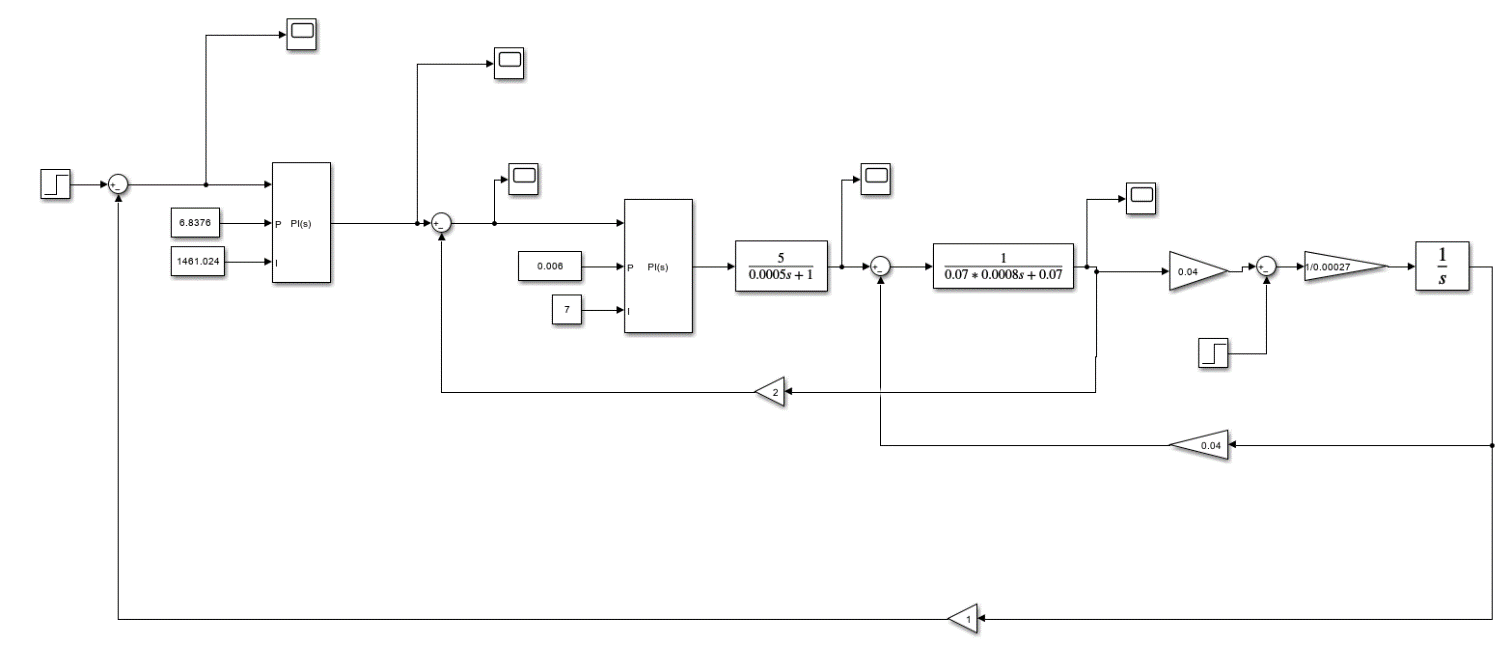 +
_
6.8376
P
PI(s)
1461.024
I
+
_
0.006
P
PI(s)
7
I
5
0.0005s + 1
+
_
1
0.07 * 0.0008s + 0.07
0.04
+
_
1/0.00027
1
s
2
0.04
1